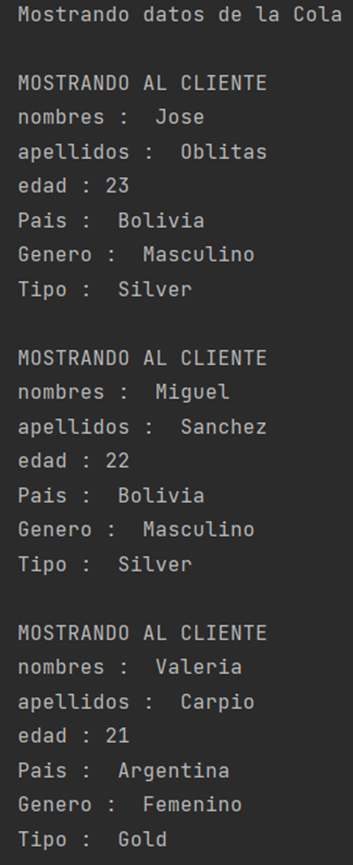 Mostrando datos de la Cola
MOSTRANDO AL CLIENTE
nombres :  Jose
apellidos :  Oblitas
edad : 23
Pais :  Bolivia
Genero :  Masculino
Tipo :  Silver
MOSTRANDO AL CLIENTE
nombres :  Miguel
apellidos :  Sanchez
edad : 22
Pais :  Bolivia
Genero :  Masculino
Tipo :  Silver
MOSTRANDO AL CLIENTE
nombres :  Valeria
apellidos :  Carpio
edad : 21
Pais :  Argentina
Genero :  Femenino
Tipo :  Gold